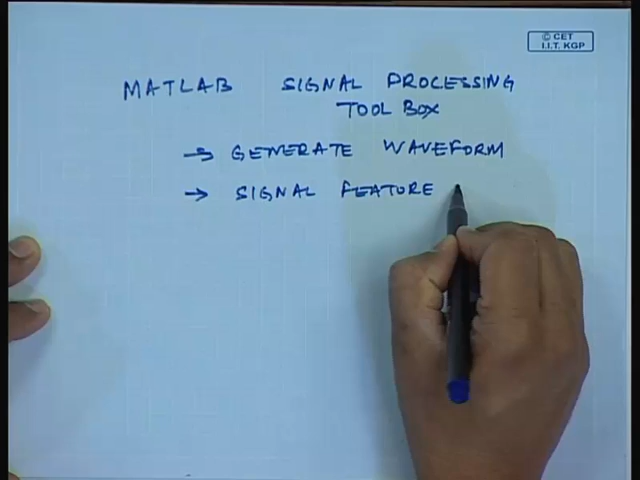 © CET
I.I.T. KGP
MATLAB SIGNAL PROCESSING
TOOL BOX
→ GENERATE WAVEFORM
→ SIGNAL FEATURE